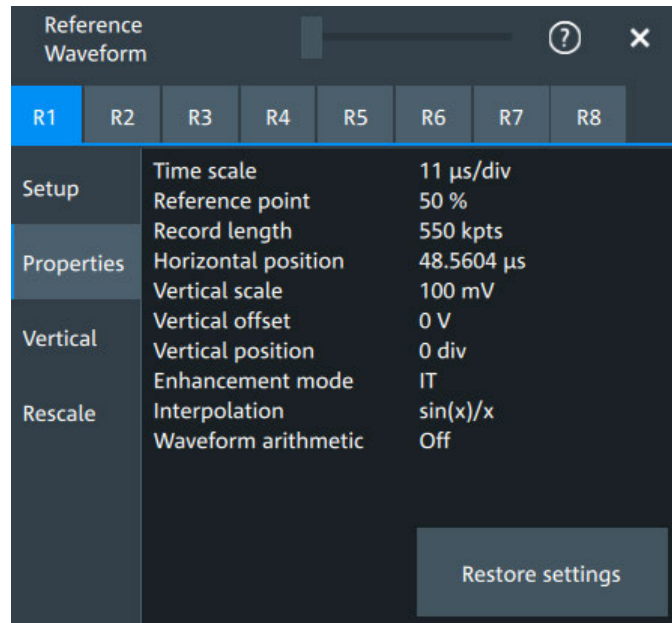 Reference
Waveform
?
R1 R2 R3 R4 R5 R6 R7 R8
Setup
Properties
Vertical
Rescale
Time scale 11 µs/div
Reference point 50 %
Record length 550 kpts
Horizontal position 48.5604 µs
Vertical scale 100 mV
Vertical offset 0 V
Vertical position 0 div
Enhancement mode IT
Interpolation sin(x)/x
Waveform arithmetic Off
Restore settings